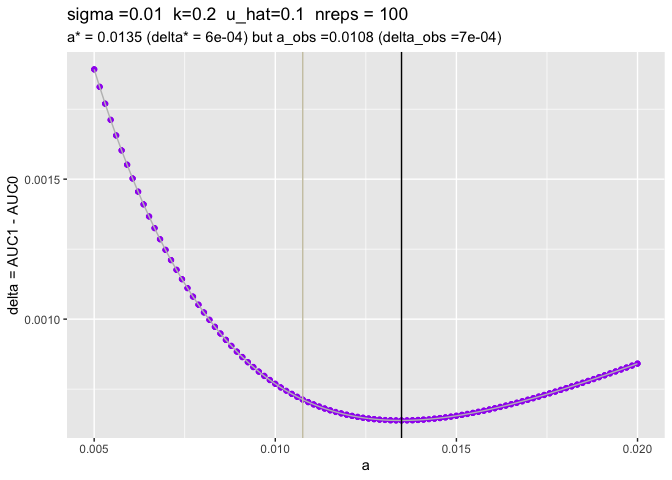 sigma =0.01  k=0.2  u_hat=0.1  nreps = 100
a* = 0.0135 (delta* = 6e-04) but a_obs =0.0108 (delta_obs =7e-04)
delta = AUC1 - AUC0
0.0015
0.0010
0.005
0.010
0.015
0.020
a